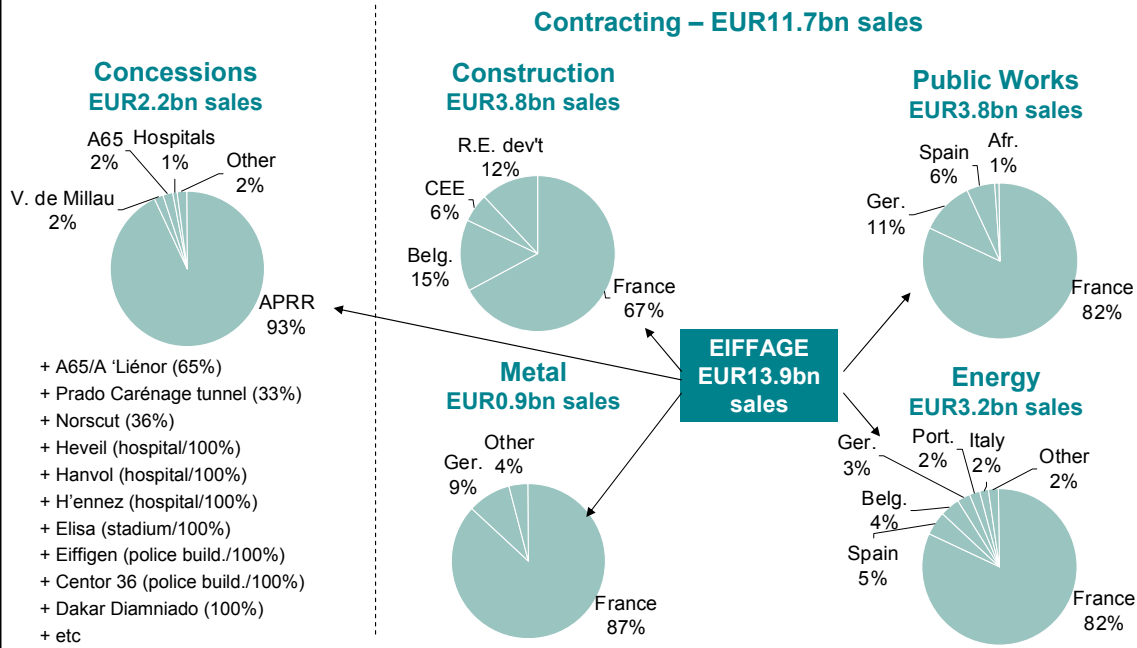 Contracting – EUR11.7bn sales
Concessions
EUR2.2bn sales
A65
2%
Hospitals
1%
Other
2%
V. de Millau
2%
APRR
93%
+ A65/A ‘Liénor (65%)
+ Prado Carénage tunnel (33%)
+ Norscut (36%)
+ Heveil (hospital/100%)
+ Hanvol (hospital/100%)
+ H’ennez (hospital/100%)
+ Elisa (stadium/100%)
+ Eiffigen (police build./100%)
+ Centor 36 (police build./100%)
+ Dakar Diamniado (100%)
+ etc
Construction
EUR3.8bn sales
R.E. dev't
12%
CEE
6%
Belg.
15%
France
67%
Metal
EUR0.9bn sales
Other
4%
Ger.
9%
France
87%
EIFFAGE
EUR13.9bn
sales
Public Works
EUR3.8bn sales
Afr.
1%
Spain
6%
Ger.
11%
France
82%
Energy
EUR3.2bn sales
Ger.
3%
Port.
2%
Italy
2%
Other
2%
Belg.
4%
Spain
5%
France
82%